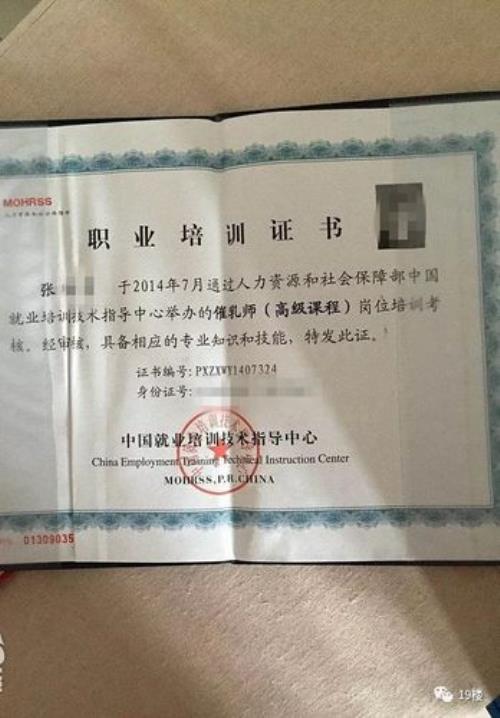 MOHRSS
职业培训证书
张 于2014年7月通过人力资源和社会保障部中国
就业培训技术指导中心举办的催乳师（高级课程）岗位培训考
核。经审核，具备相应的专业知识和技能，特发此证。
证书编号：PXZXWY1407324
身份证号：
中国就业培训技术指导中心
China Employment Training Technical Instruction Center
MOHRSS,P.R.CHINA
01309035
19楼